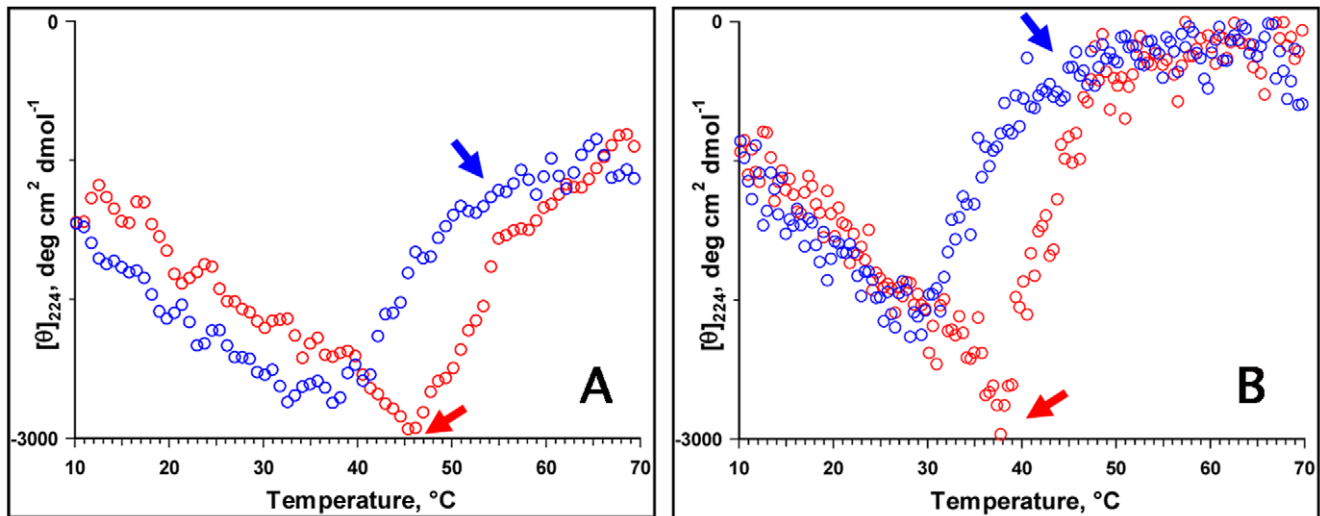 0
-3000
[θ]224, deg cm2 dmol-1
10 20 30 40 50 60 70
Temperature, °C
A
0
-3000
[θ]224, deg cm2 dmol-1
10 20 30 40 50 60 70
Temperature, °C
B